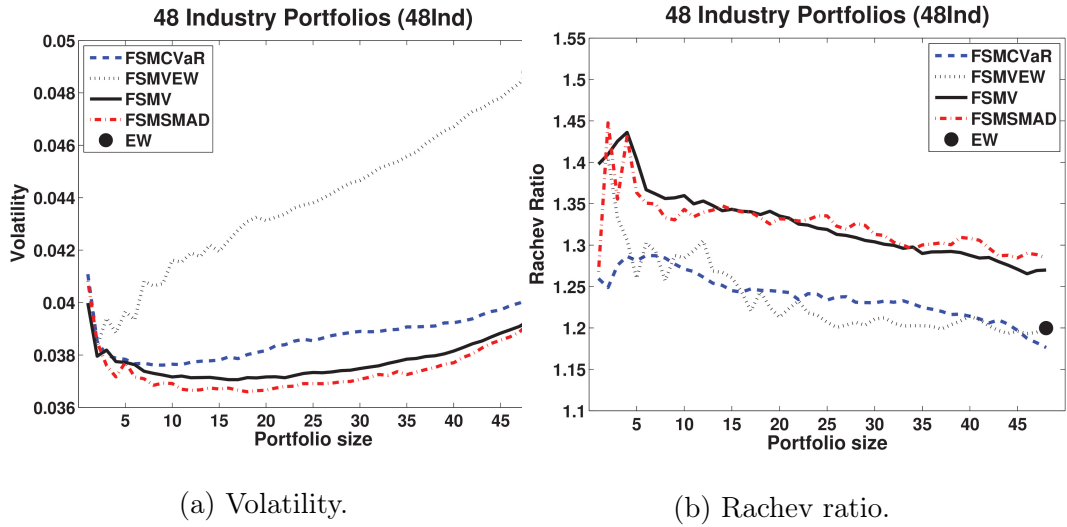 48 Industry Portfolios (48Ind)
0.05
0.048
0.046
0.044
0.042
0.04
0.038
0.036
Volatility
FSMCVaR
FSMVEW
FSMV
FSMSMAD
EW
5 10 15 20 25 30 35 40 45
Portfolio size
(a) Volatility.
48 Industry Portfolios (48Ind)
1.55
1.5
1.45
1.4
1.35
1.3
1.25
1.2
1.15
1.1
Rachev Ratio
FSMCVaR
FSMVEW
FSMV
FSMSMAD
EW
5 10 15 20 25 30 35 40 45
Portfolio size
(b) Rachev ratio.